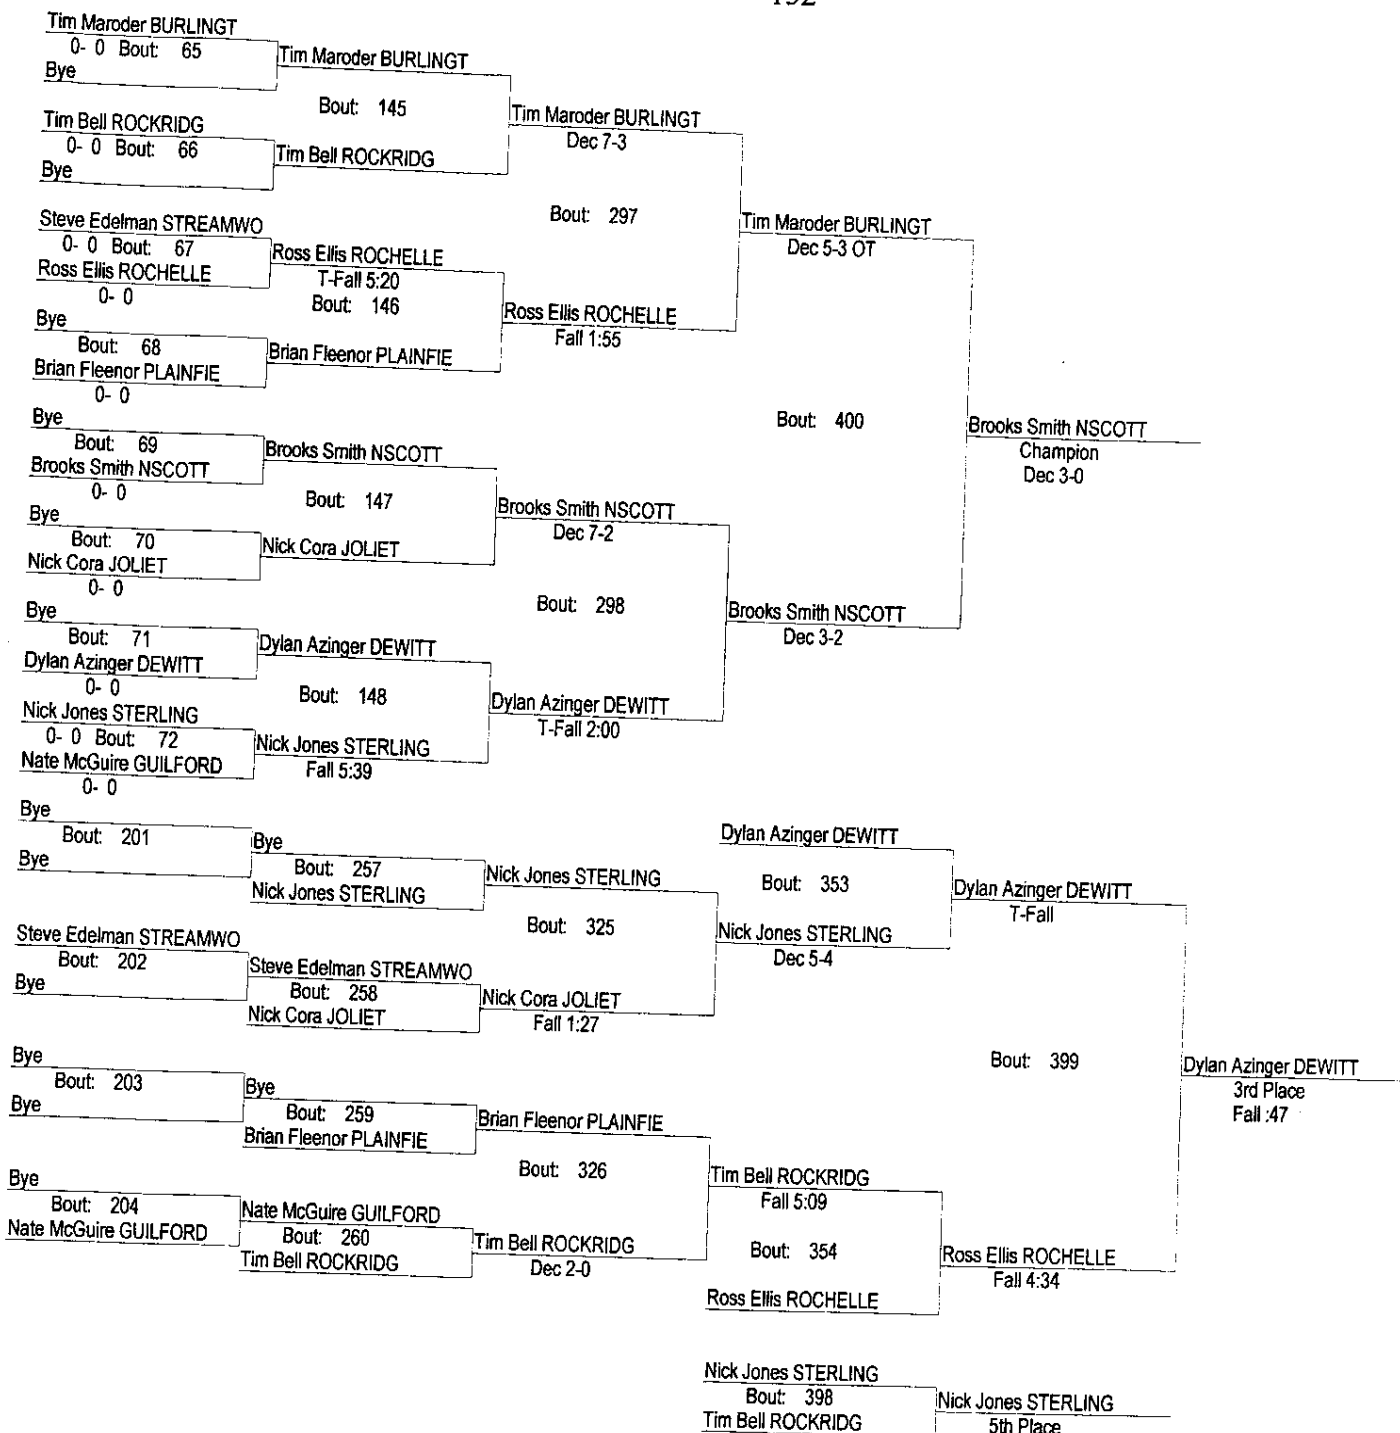 Tim Maroder BURLINGT
0- 0 Bout: 65
Bye
Tim Maroder BURLINGT
Bout: 145
Tim Bell ROCKRIDG
0- 0 Bout: 66
Bye
Tim Bell ROCKRIDG
Tim Maroder BURLINGT
Dec 7-3
Bout: 297
Steve Edelman STREAMWO
0- 0 Bout: 67
Ross Ellis ROCHELLE
0- 0
Ross Ellis ROCHELLE
T-Fall 5:20
Bout: 146
Bye
Bout: 68
Brian Fleenor PLAINFIE
0- 0
Brian Fleenor PLAINFIE
Ross Ellis ROCHELLE
Fall 1:55
Tim Maroder BURLINGT
Dec 5-3 OT
Bout: 400
Bye
Bout: 69
Brooks Smith NSCOTT
0- 0
Brooks Smith NSCOTT
Bout: 147
Bye
Bout: 70
Nick Cora JOLIET
0- 0
Nick Cora JOLIET
Brooks Smith NSCOTT
Dec 7-2
Bout: 298
Bye
Bout: 71
Dylan Azinger DEWITT
0- 0
Dylan Azinger DEWITT
Bout: 148
Nick Jones STERLING
0- 0 Bout: 72
Nate McGuire GUILFORD
0- 0
Nick Jones STERLING
Fall 5:39
Dylan Azinger DEWITT
T-Fall 2:00
Brooks Smith NSCOTT
Dec 3-2
Brooks Smith NSCOTT
Champion
Dec 3-0
Bye
Bout: 201
Bye
Bye
Bout: 257
Nick Jones STERLING
Nick Jones STERLING
Bout: 325
Steve Edelman STREAMWO
Bout: 202
Bye
Steve Edelman STREAMWO
Bout: 258
Nick Cora JOLIET
Nick Cora JOLIET
Fall 1:27
Dylan Azinger DEWITT
Bout: 353
Nick Jones STERLING
Dec 5-4
Dylan Azinger DEWITT
T-Fall
Bout: 399
Bye
Bout: 203
Bye
Bye
Bout: 259
Brian Fleenor PLAINFIE
Brian Fleenor PLAINFIE
Bout: 326
Bye
Bout: 204
Nate McGuire GUILFORD
Nate McGuire GUILFORD
Bout: 260
Tim Bell ROCKRIDG
Tim Bell ROCKRIDG
Dec 2-0
Tim Bell ROCKRIDG
Fall 5:09
Bout: 354
Ross Ellis ROCHELLE
Ross Ellis ROCHELLE
Fall 4:34
Dylan Azinger DEWITT
3rd Place
Fall :47
Nick Jones STERLING
Bout: 398
Tim Bell ROCKRIDG
Nick Jones STERLING
5th Place